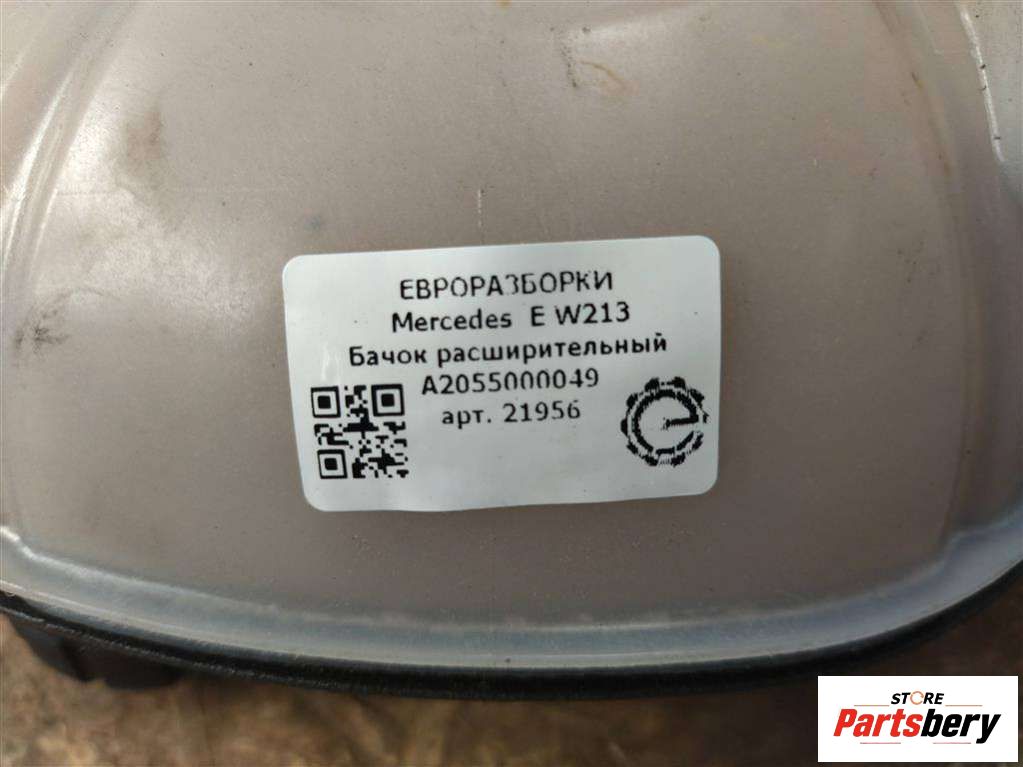 ЕВРОРАЗБОРКИ
Mercedes E W213
Бачок расширительный
A2055000049
арт. 21956
STORE
Partsbery